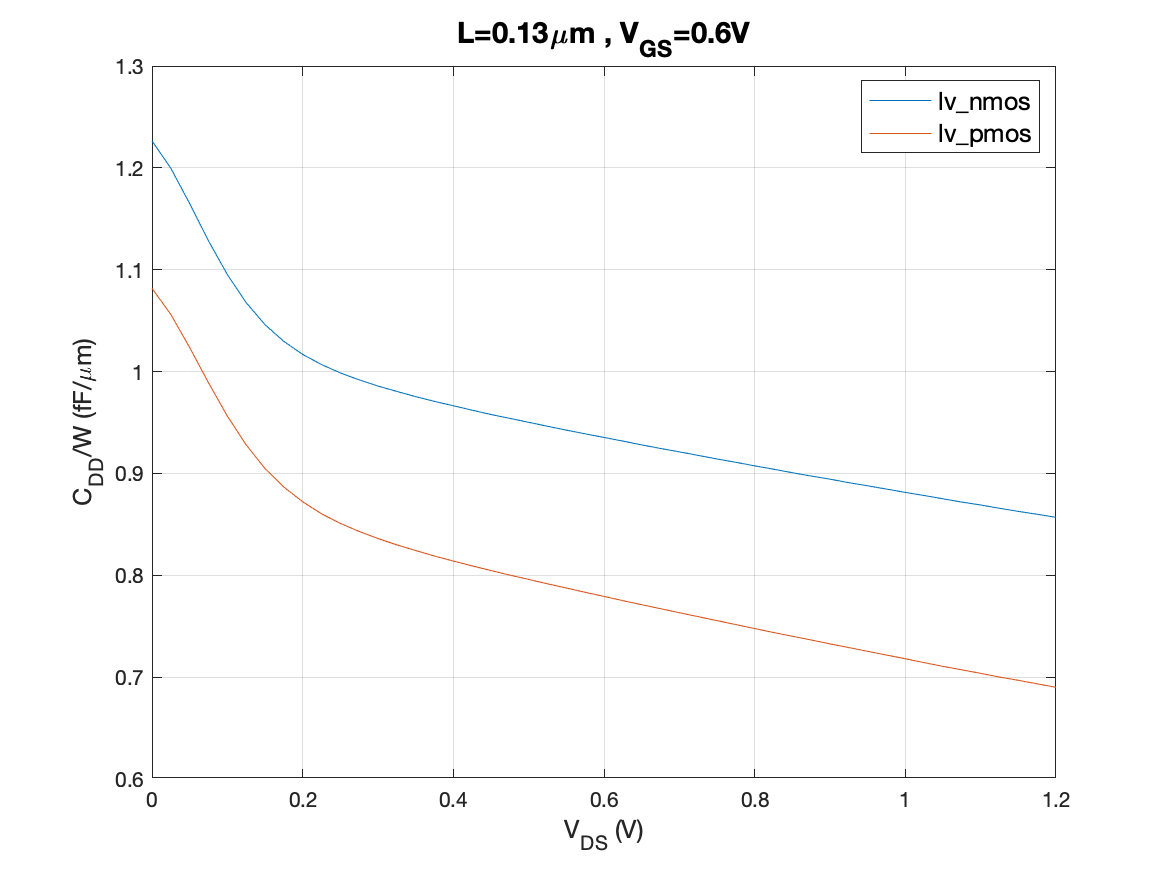 L=0.13μm , V_GS=0.6V
lv_nmos
lv_pmos
C_DD/W (fF/μm)
1.3
1.2
1.1
1
0.9
0.8
0.7
0.6
0 0.2 0.4 0.6 0.8 1 1.2
V_DS (V)